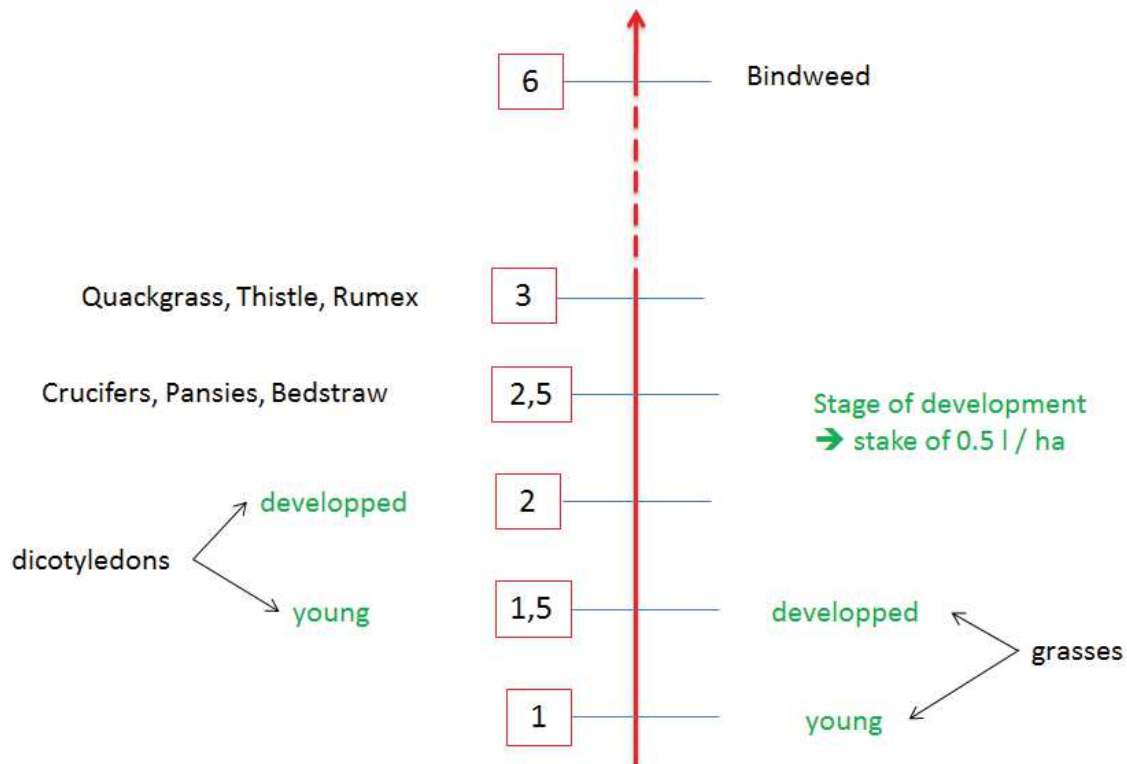 6 Bindweed
Quackgrass, Thistle, Rumex 3
Crucifers, Pansies, Bedstraw 2,5
Stage of development
➔ stake of 0.5 l / ha
developped 2
dicotyledons
young 1,5 developped
grasses
1 young